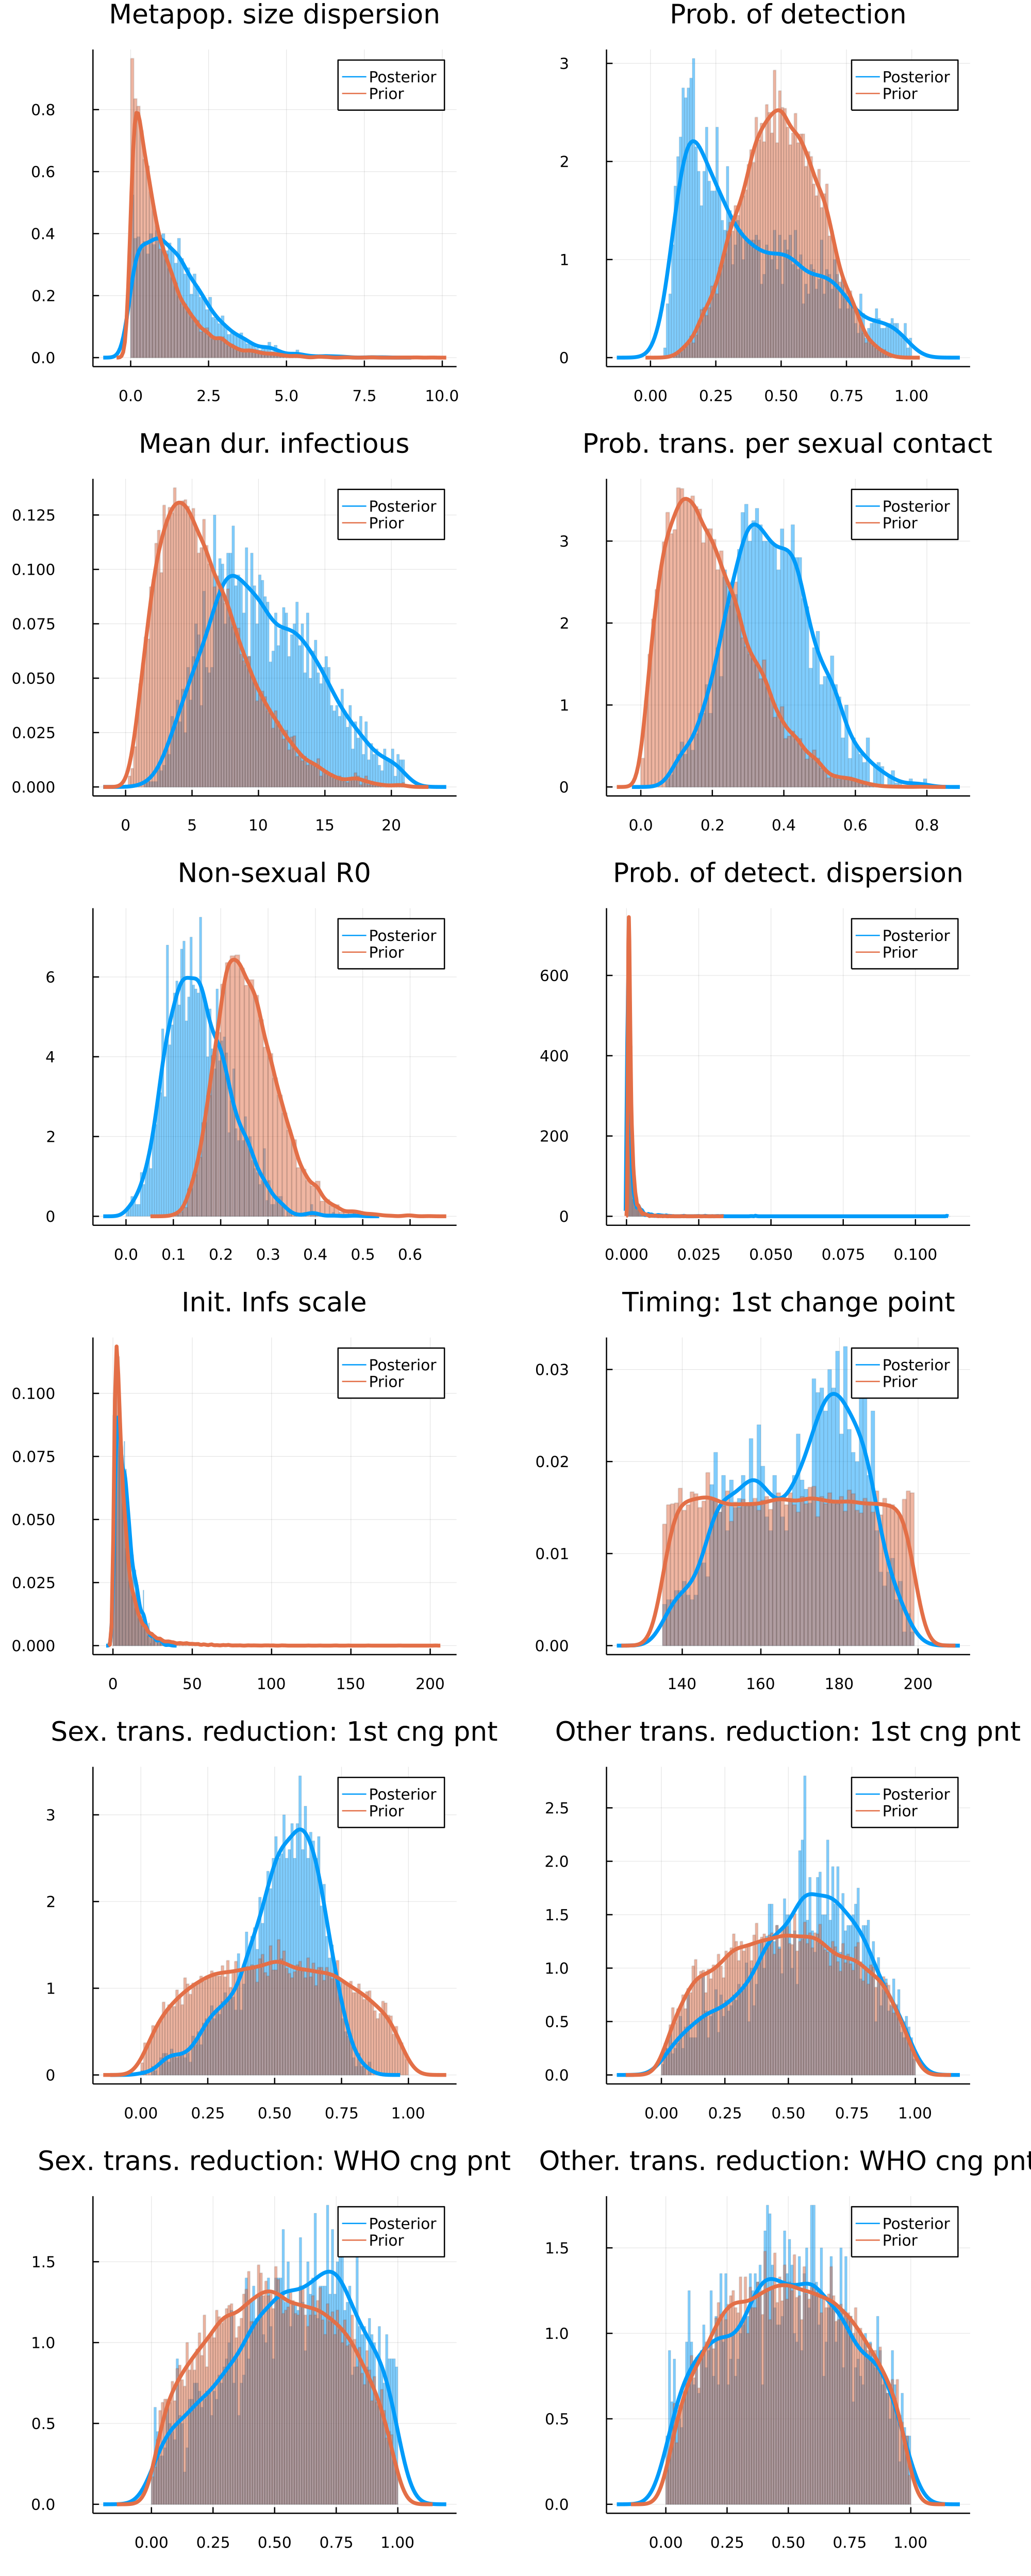 Metapop. size dispersion
Prob. of detection
Posterior
Prior
0.8
0.6
0.4
0.2
0.0
0.0 2.5 5.0 7.5 10.0
Posterior
Prior
3
2
1
0
0.00 0.25 0.50 0.75 1.00
Mean dur. infectious
Prob. trans. per sexual contact
Posterior
Prior
0.125
0.100
0.075
0.050
0.025
0.000
0 5 10 15 20
Posterior
Prior
3
2
1
0
0.0 0.2 0.4 0.6 0.8
Non-sexual R0
Prob. of detect. dispersion
Posterior
Prior
6
4
2
0
0.0 0.1 0.2 0.3 0.4 0.5 0.6
Posterior
Prior
600
400
200
0
0.000 0.025 0.050 0.075 0.100
Init. Infs scale
Timing: 1st change point
Posterior
Prior
0.100
0.075
0.050
0.025
0.000
0 50 100 150 200
Posterior
Prior
0.03
0.02
0.01
0.00
140 160 180 200
Sex. trans. reduction: 1st cng pnt
Other trans. reduction: 1st cng pnt
Posterior
Prior
3
2
1
0
0.00 0.25 0.50 0.75 1.00
Posterior
Prior
2.5
2.0
1.5
1.0
0.5
0.0
0.00 0.25 0.50 0.75 1.00
Sex. trans. reduction: WHO cng pnt
Other. trans. reduction: WHO cng pnt
Posterior
Prior
1.5
1.0
0.5
0.0
0.00 0.25 0.50 0.75 1.00
Posterior
Prior
1.5
1.0
0.5
0.0
0.00 0.25 0.50 0.75 1.00